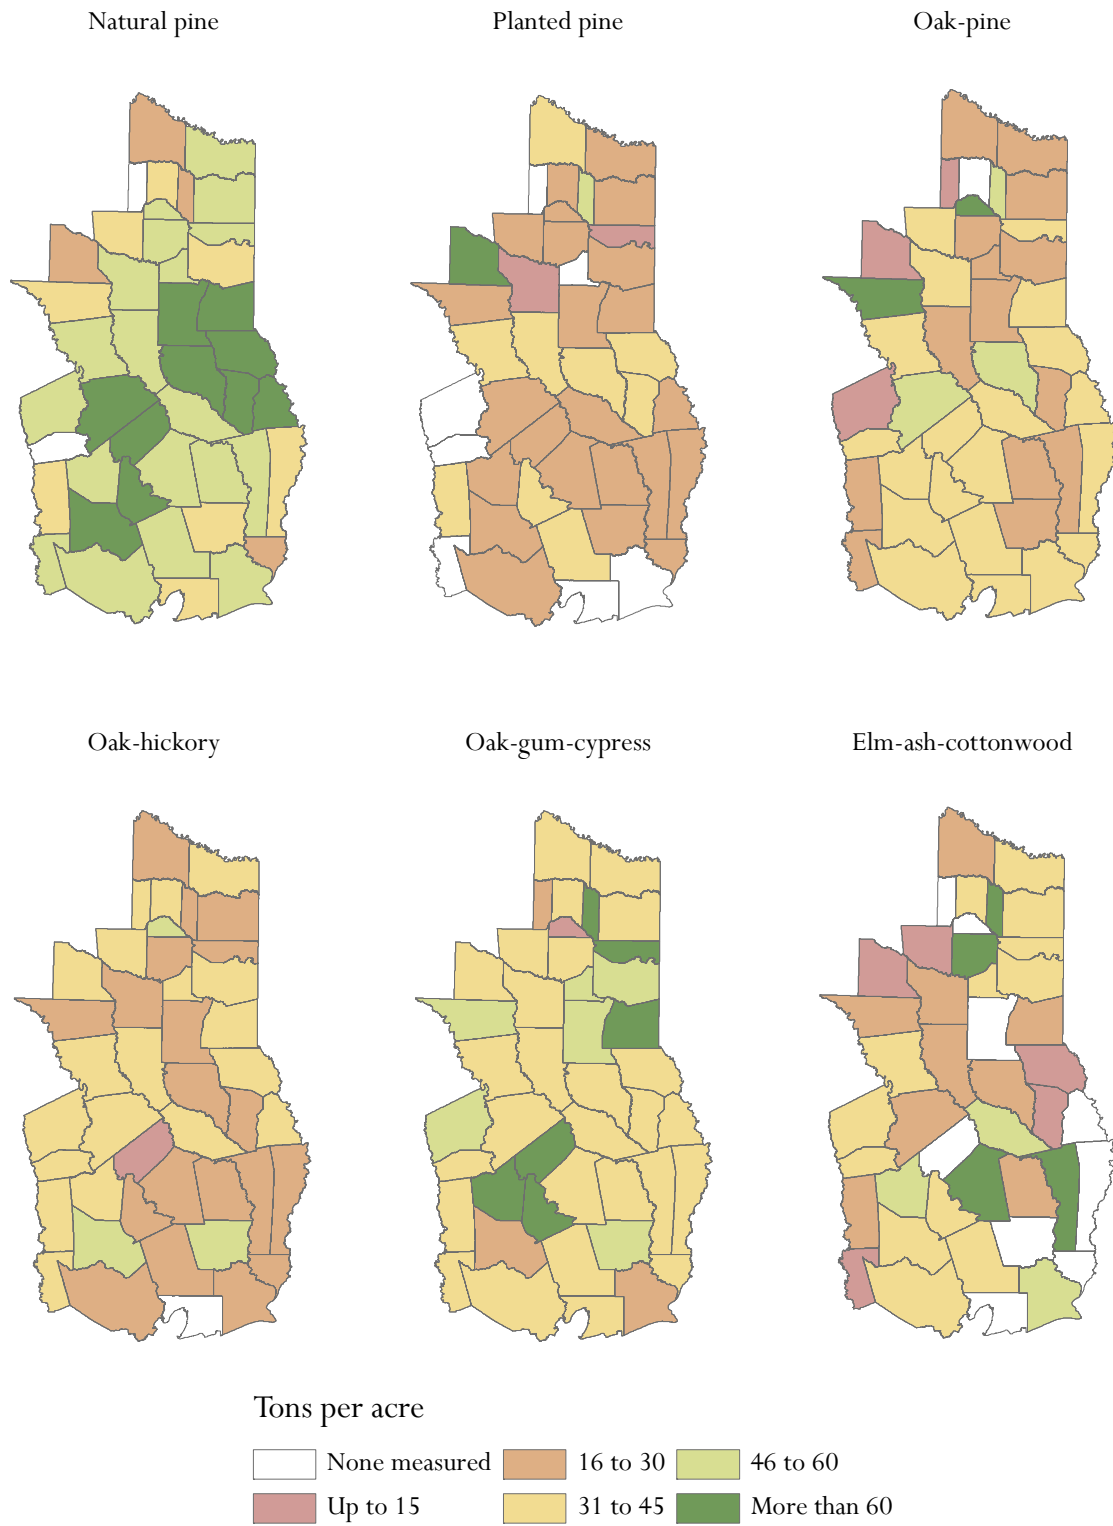 Natural pine
Planted pine
Oak-pine
Oak-hickory
Oak-gum-cypress
Elm-ash-cottonwood
Tons per acre
None measured
16 to 30
46 to 60
Up to 15
31 to 45
More than 60